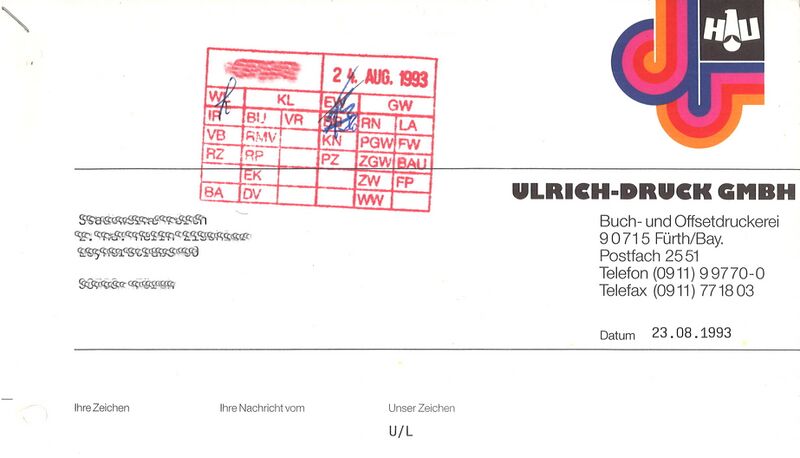 HU
24. AUG. 1993
WL KL EW GW
IR BU VR RN LA
VB RMV KN PGW FW
RZ RP PZ ZGW BAU
EK ZW FP
BA DV WW
ULRICH-DRUCK GMBH
Buch- und Offsetdruckerei
90715 Fürth/Bay.
Postfach 2551
Telefon (0911) 99770-0
Telefax (0911) 771803
Datum 23.08.1993
Ihre Zeichen Ihre Nachricht vom Unser Zeichen
U/L